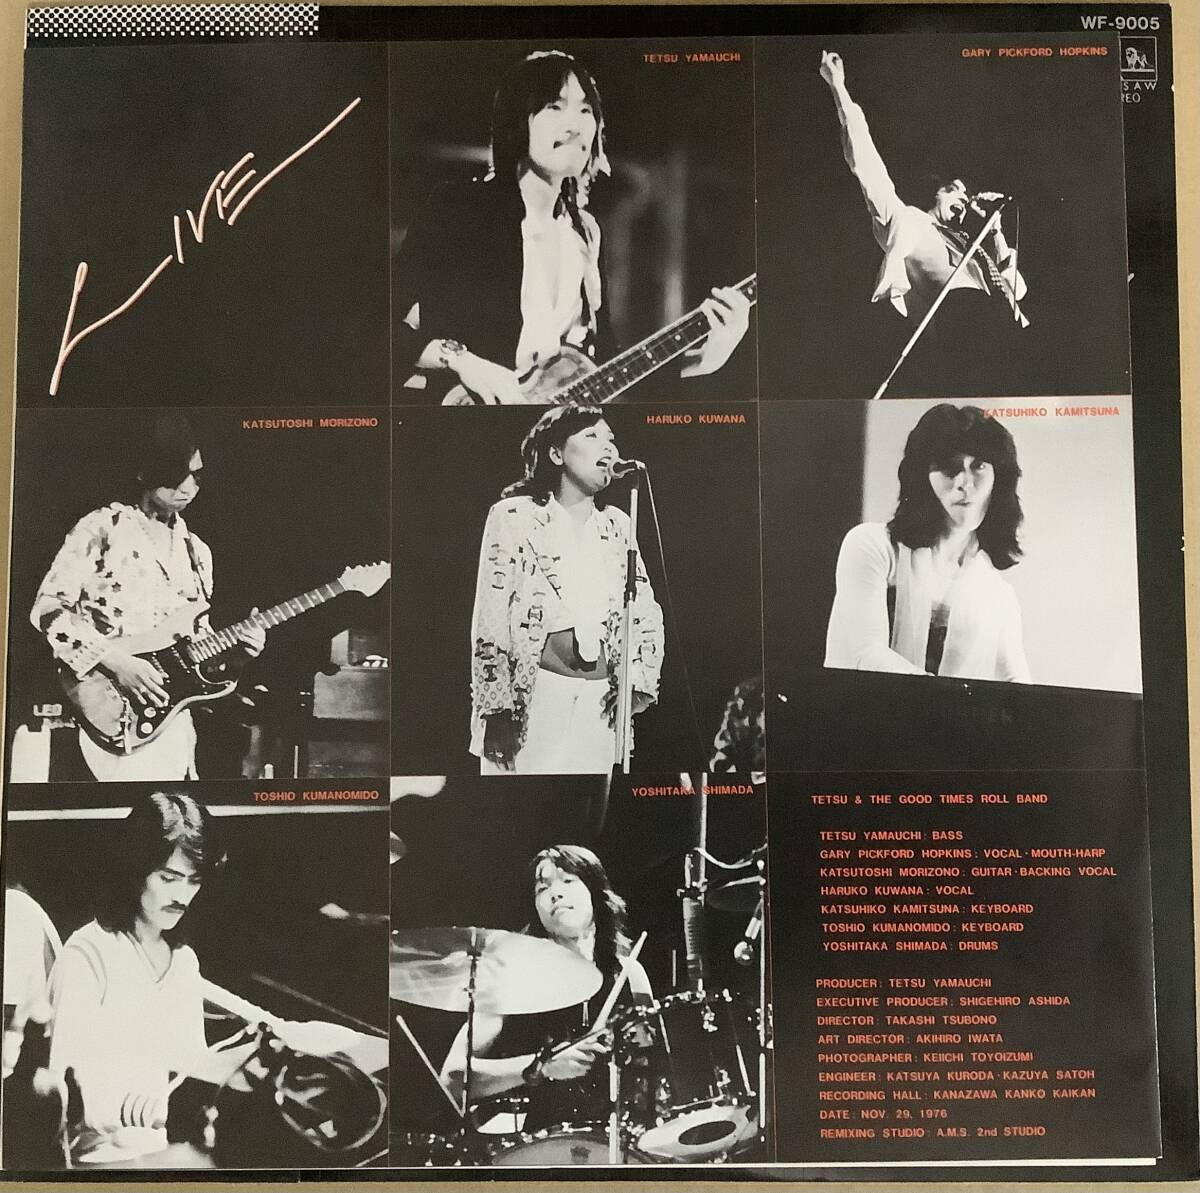 WF-9005
LIVE
TETSU YAMAUCHI
GARY PICKFORD HOPKINS
KATSUTOSHI MORIZONO
HARUKO KUWANA
KATSUHIKO KAMITSUNA
TOSHIO KUMANOMIDO
YOSHITAKA SHIMADA
TETSU & THE GOOD TIMES ROLL BAND
TETSU YAMAUCHI : BASS
GARY PICKFORD HOPKINS : VOCAL · MOUTH-HARP
KATSUTOSHI MORIZONO : GUITAR · BACKING VOCAL
HARUKO KUWANA : VOCAL
KATSUHIKO KAMITSUNA : KEYBOARD
TOSHIO KUMANOMIDO : KEYBOARD
YOSHITAKA SHIMADA : DRUMS
PRODUCER : TETSU YAMAUCHI
EXECUTIVE PRODUCER : SHIGEHIRO ASHIDA
DIRECTOR : TAKASHI TSUBONO
ART DIRECTOR : AKIHIRO IWATA
PHOTOGRAPHER : KEIICHI TOYOIZUMI
ENGINEER : KATSUYA KURODA · KAZUYA SATOH
RECORDING HALL : KANAZAWA KANKO KAIKAN
DATE : NOV. 29, 1976
REMIXING STUDIO : A.M.S. 2nd STUDIO